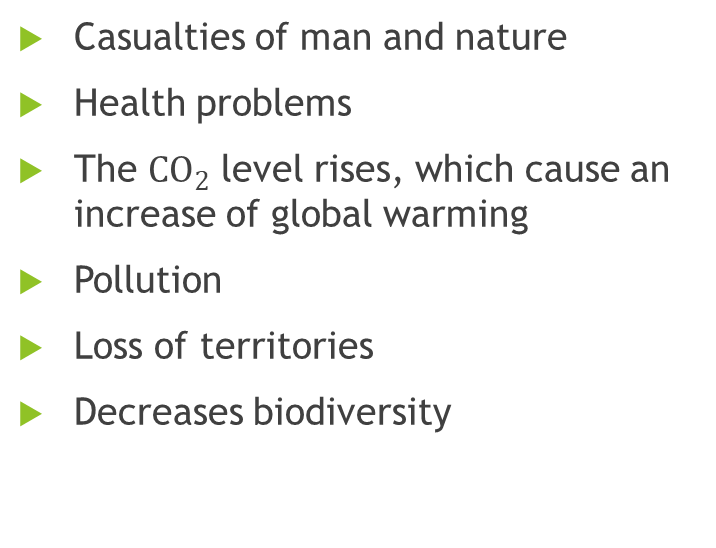 Casualties of man and nature
Health problems
The CO₂ level rises, which cause an
increase of global warming
Pollution
Loss of territories
Decreases biodiversity